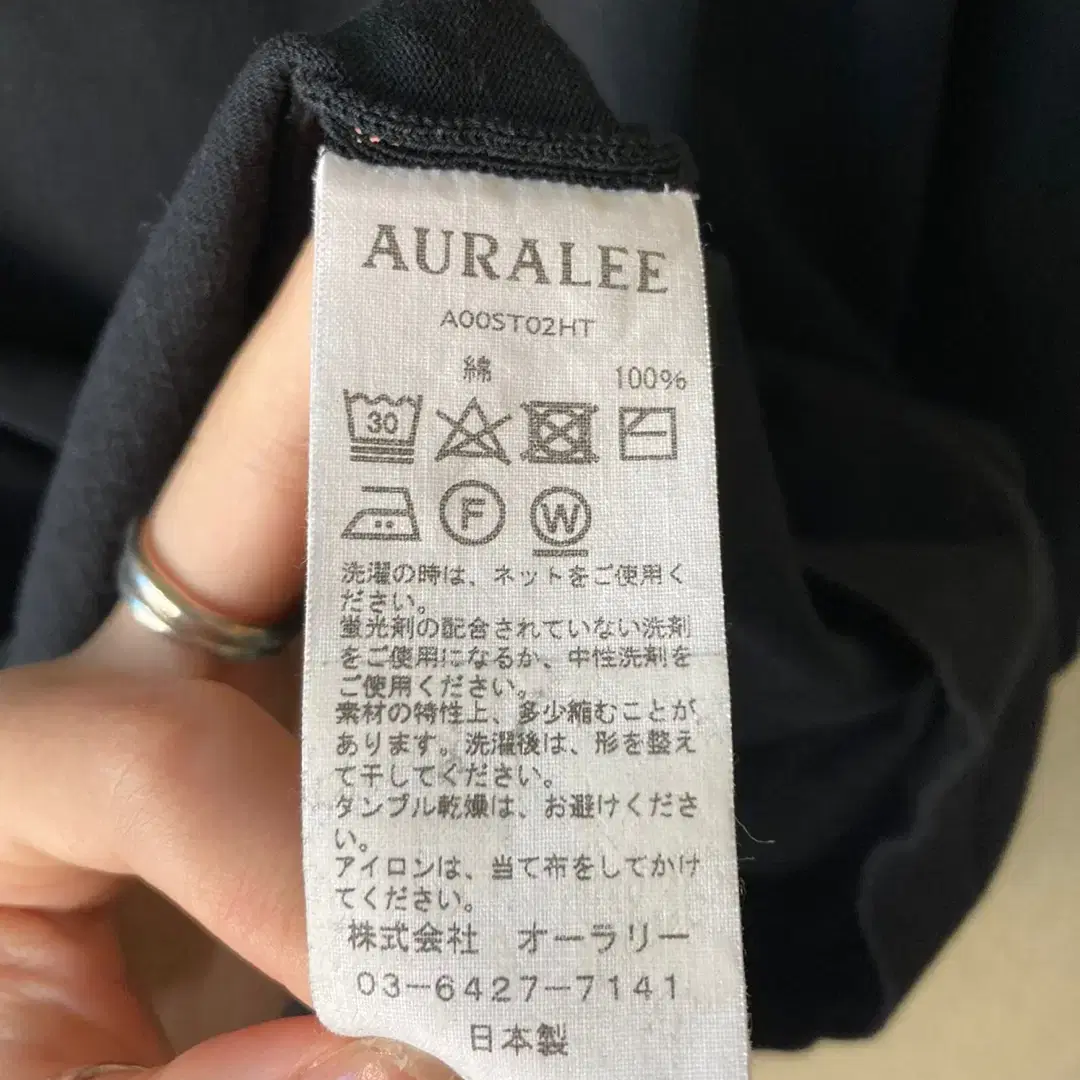 AURALEE
A00ST02HT
綿 100%
30
F W
洗濯の時は、ネットをご使用く
ださい。
蛍光剤の配合されていない洗剤
をご使用になるか、中性洗剤を
ご使用ください。
素材の特性上、多少縮むことが
あります。洗濯後は、形を整え
て干してください。
タンブル乾燥は、お避けくださ
い。
アイロンは、当て布をしてかけ
てください。
株式会社 オーラリー
03-6427-7141
日本製